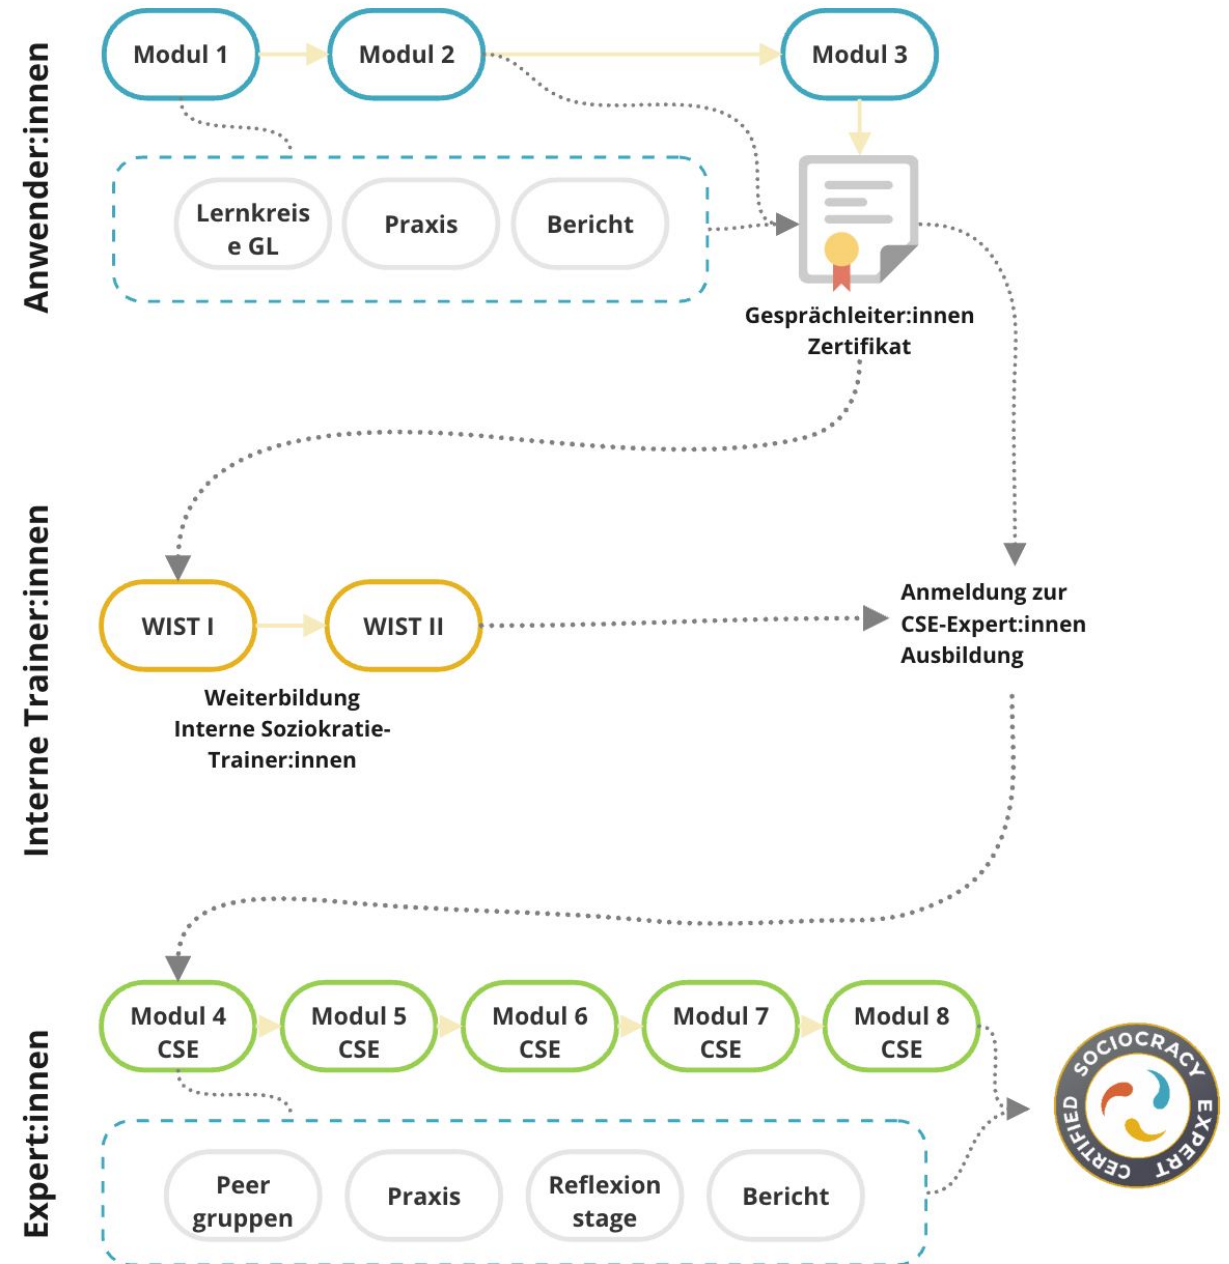 Anwender:innen
Modul 1
Modul 2
Modul 3
Lernkreis
e GL
Praxis
Bericht
Gesprächleiter:innen
Zertifikat
Interne Trainer:innen
WIST I
WIST II
Anmeldung zur
CSE-Expert:innen
Ausbildung
Weiterbildung
Interne Soziokratie-
Trainer:innen
Expert:innen
Modul 4
CSE
Modul 5
CSE
Modul 6
CSE
Modul 7
CSE
Modul 8
CSE
CERTIFIED SOCIOCRACY EXPERT
Peer
gruppen
Praxis
Reflexion
stage
Bericht